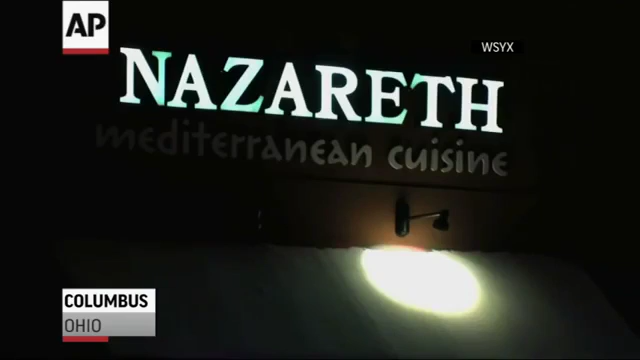 AP
WSYX
NAZARETH
mediterranean cuisine
COLUMBUS
OHIO